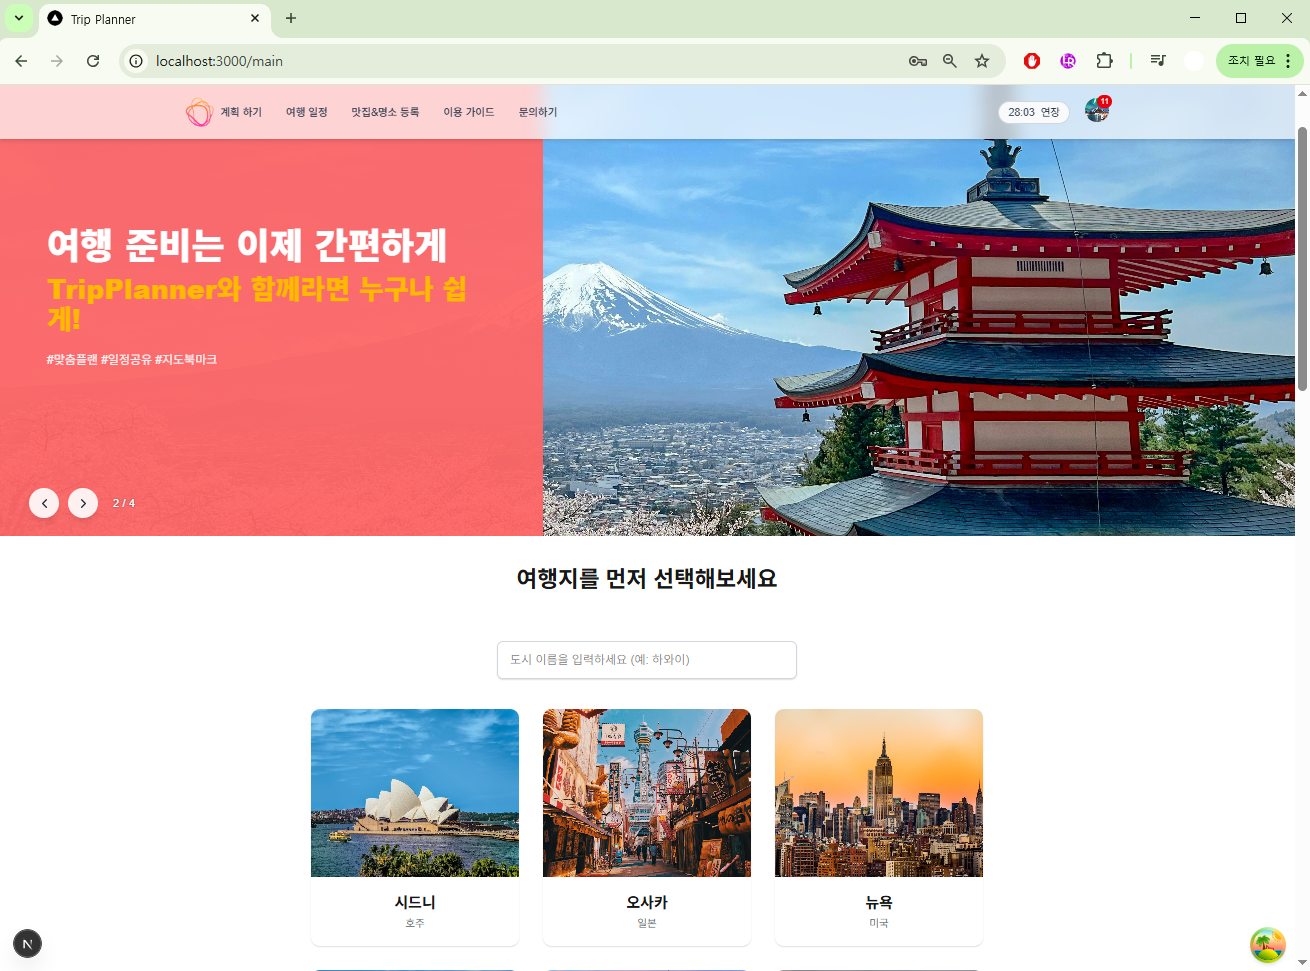 Trip Planner
localhost:3000/main
조치 필요
계획 하기 여행 일정 맛집&명소 등록 이용 가이드 문의하기
28:03 연장
11
여행 준비는 이제 간편하게
TripPlanner와 함께라면 누구나 쉽
게!
#맞춤플랜 #일정공유 #지도북마크
2 / 4
여행지를 먼저 선택해보세요
도시 이름을 입력하세요 (예: 하와이)
시드니
호주
오사카
일본
뉴욕
미국
N